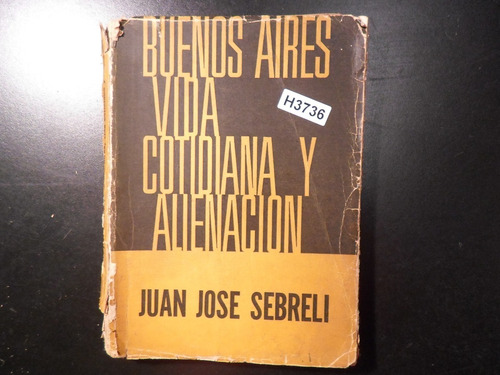 BUENOS AIRES
VIDA
COTIDIANA Y
ALIENACION
H3736
JUAN JOSE SEBRELI